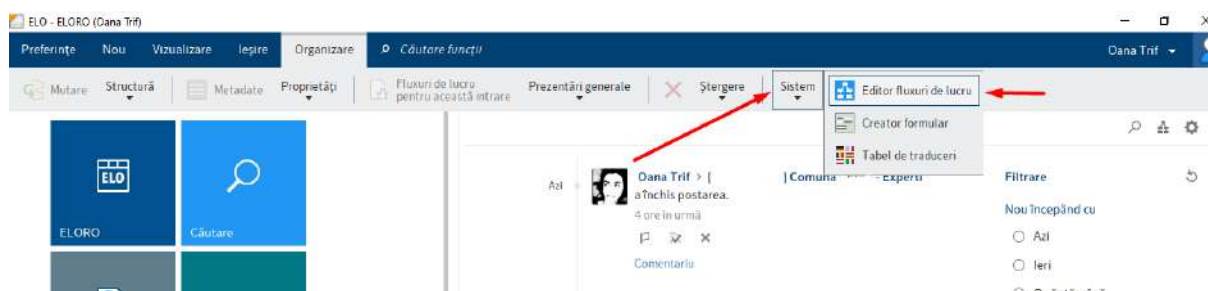 ELO - ELORO (Oana Trif)
Preferințe Nou Vizualizare Ieșire Organizare Căutare funcții Oana Trif
Mutare Structură Metadate Proprietăți Fluxuri de lucru Prezentări generale Ștergere Sistem Editor fluxuri de lucru
pentru această intrare
Creator formular
ELO Tabel de traduceri
Azi Oana Trif > [ ] Comuna - Experți Filtrare
a închis postarea.
4 ore în urmă Nou începând cu
ELORO Căutare Azi
Comentariu Ieri